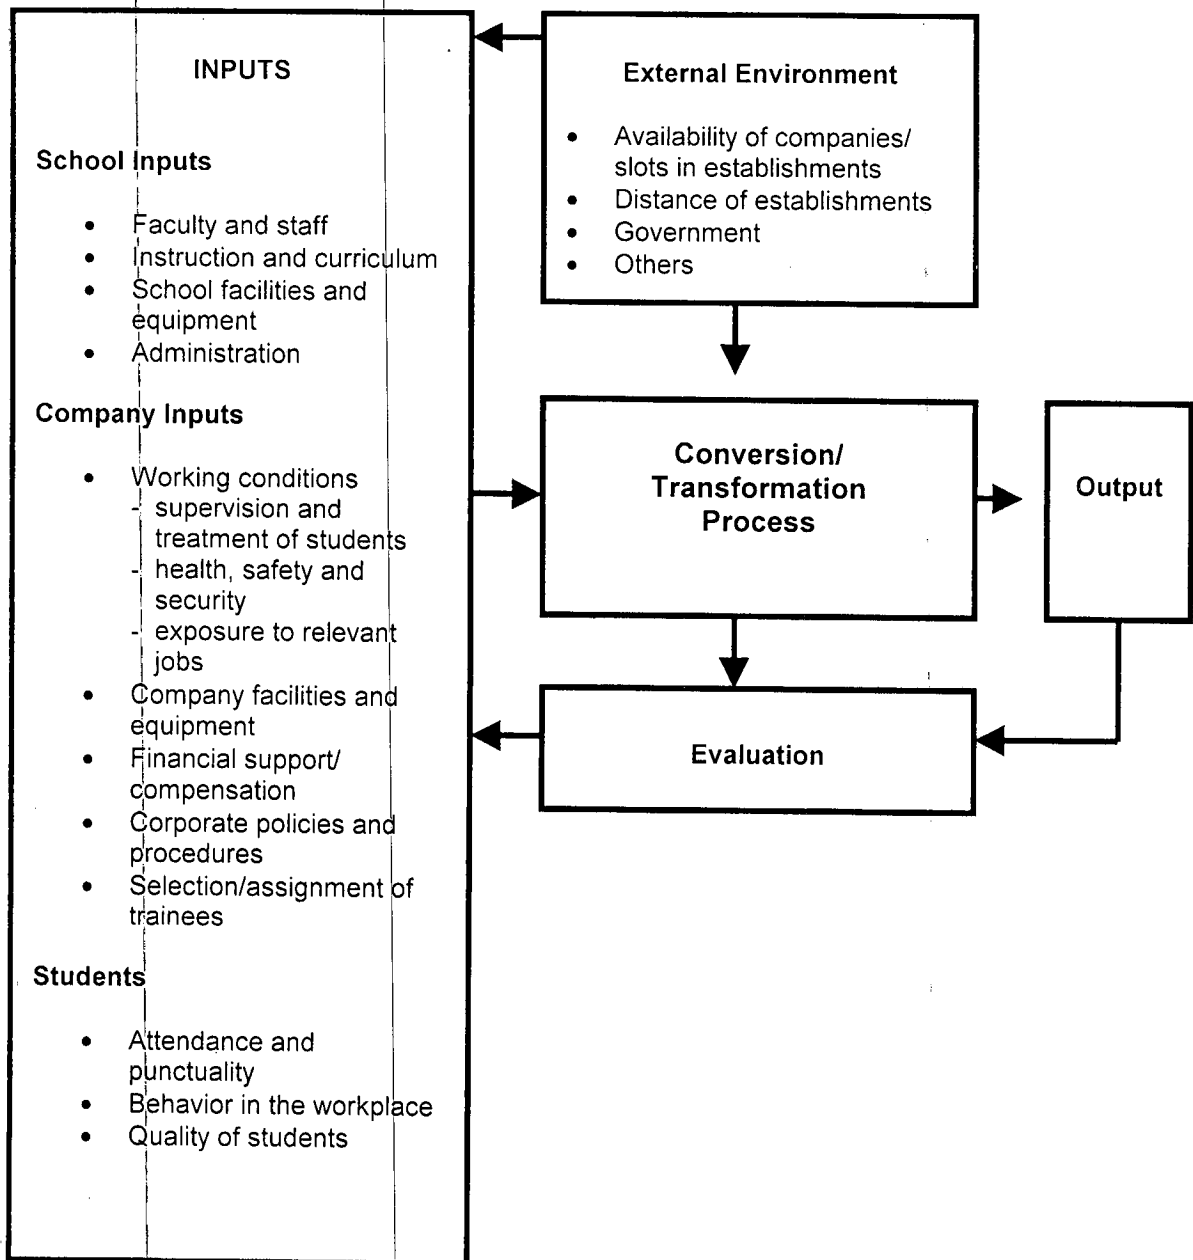 INPUTS
School Inputs
• Faculty and staff
• Instruction and curriculum
• School facilities and
equipment
• Administration
Company Inputs
• Working conditions
- supervision and
treatment of students
- health, safety and
security
- exposure to relevant
jobs
• Company facilities and
equipment
• Financial support/
compensation
• Corporate policies and
procedures
• Selection/assignment of
trainees
Students
• Attendance and
punctuality
• Behavior in the workplace
• Quality of students
External Environment
• Availability of companies/
slots in establishments
• Distance of establishments
• Government
• Others
Conversion/
Transformation
Process
Output
Evaluation